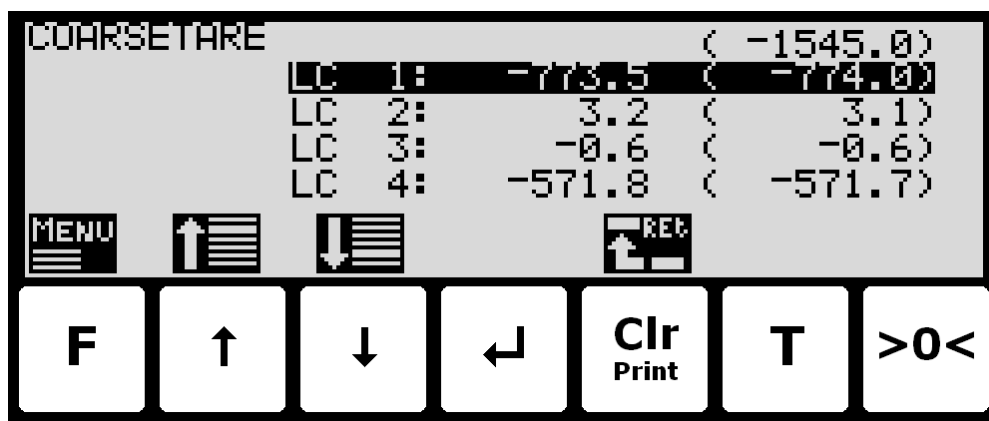 COARSETARE
( -1545.0)
LC 1: -773.5 ( -774.0)
LC 2: 3.2 ( 3.1)
LC 3: -0.6 ( -0.6)
LC 4: -571.8 ( -571.7)
MENU
REt
F ↑ ↓ ↵ Clr T >0<
Print